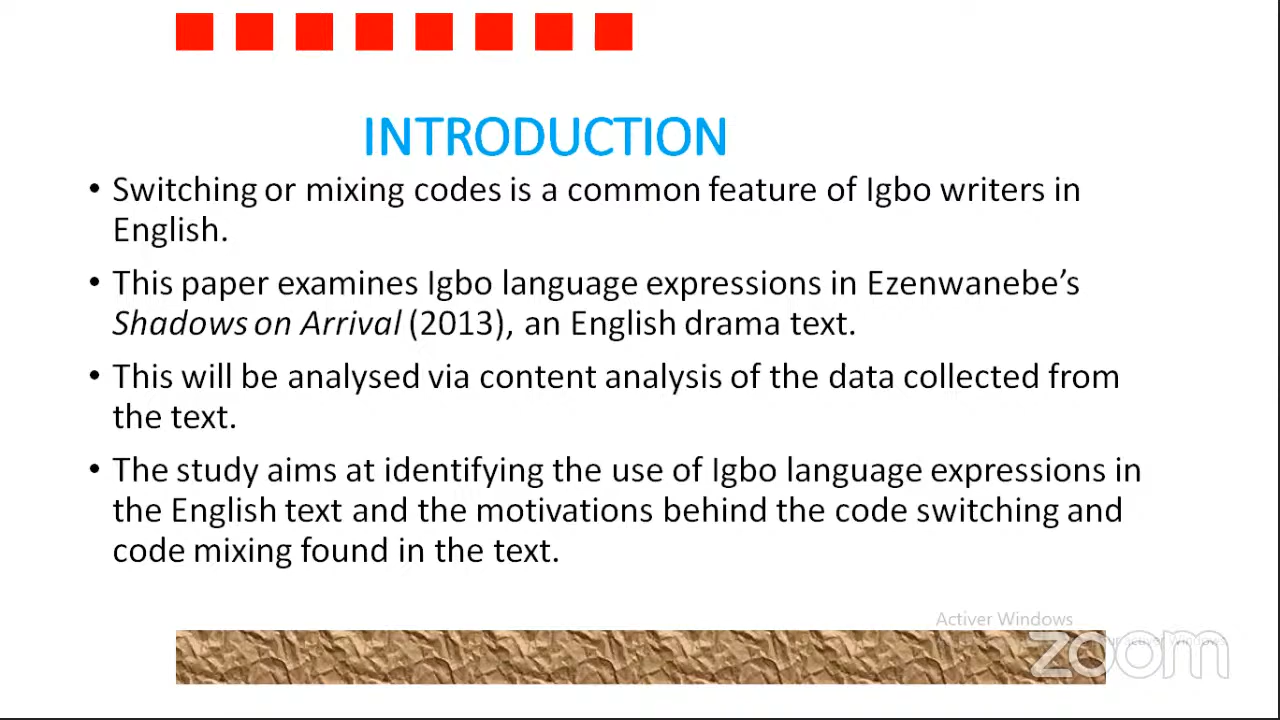 INTRODUCTION
• Switching or mixing codes is a common feature of Igbo writers in
English.
• This paper examines Igbo language expressions in Ezenwanebe’s
Shadows on Arrival (2013), an English drama text.
• This will be analysed via content analysis of the data collected from
the text.
• The study aims at identifying the use of Igbo language expressions in
the English text and the motivations behind the code switching and
code mixing found in the text.
Activer Windows
zoom